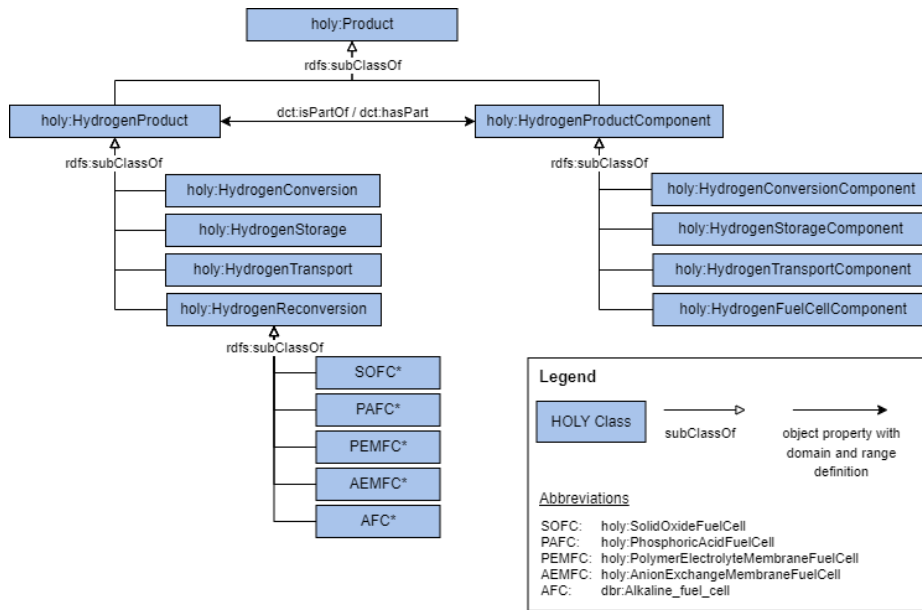 holy:Product
rdfs:subClassOf
holy:HydrogenProduct
dct:isPartOf / dct:hasPart
holy:HydrogenProductComponent
rdfs:subClassOf
rdfs:subClassOf
holy:HydrogenConversion
holy:HydrogenConversionComponent
holy:HydrogenStorage
holy:HydrogenStorageComponent
holy:HydrogenTransport
holy:HydrogenTransportComponent
holy:HydrogenReconversion
holy:HydrogenFuelCellComponent
rdfs:subClassOf
SOFC*
PAFC*
PEMFC*
AEMFC*
AFC*
Legend
HOLY Class
subClassOf
object property with
domain and range
definition
Abbreviations
SOFC: holy:SolidOxideFuelCell
PAFC: holy:PhosphoricAcidFuelCell
PEMFC: holy:PolymerElectrolyteMembraneFuelCell
AEMFC: holy:AnionExchangeMembraneFuelCell
AFC: dbr:Alkaline_fuel_cell